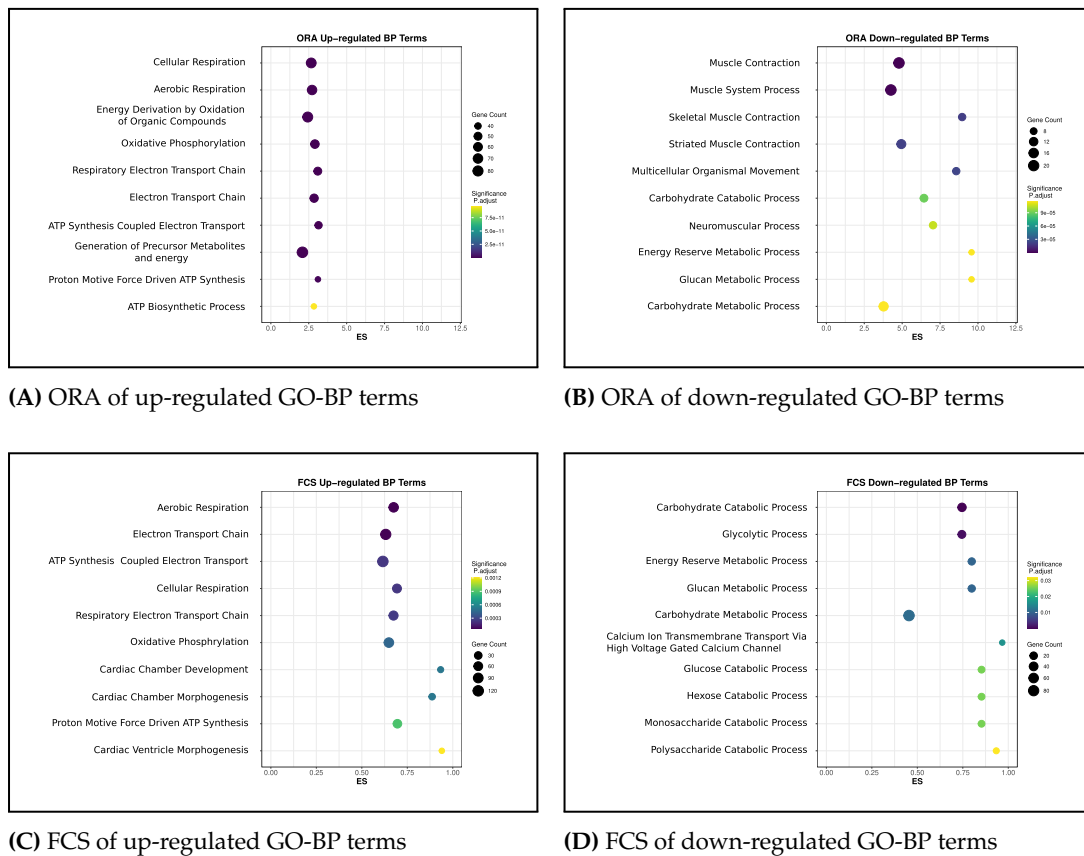 ORA Up−regulated BP Terms
Cellular Respiration
Aerobic Respiration
Energy Derivation by Oxidation
of Organic Compounds
Oxidative Phosphorylation
Respiratory Electron Transport Chain
Electron Transport Chain
ATP Synthesis Coupled Electron Transport
Generation of Precursor Metabolites
and energy
Proton Motive Force Driven ATP Synthesis
ATP Biosynthetic Process
0.0 2.5 5.0 7.5 10.0 12.5
ES
Gene Count
40
50
60
70
80
Significance
P.adjust
7.5e−11
5.0e−11
2.5e−11
(A) ORA of up-regulated GO-BP terms
ORA Down−regulated BP Terms
Muscle Contraction
Muscle System Process
Skeletal Muscle Contraction
Striated Muscle Contraction
Multicellular Organismal Movement
Carbohydrate Catabolic Process
Neuromuscular Process
Energy Reserve Metabolic Process
Glucan Metabolic Process
Carbohydrate Metabolic Process
0.0 2.5 5.0 7.5 10.0 12.5
ES
Gene Count
8
12
16
20
Significance
P.adjust
9e−05
6e−05
3e−05
(B) ORA of down-regulated GO-BP terms
FCS Up−regulated BP Terms
Aerobic Respiration
Electron Transport Chain
ATP Synthesis Coupled Electron Transport
Cellular Respiration
Respiratory Electron Transport Chain
Oxidative Phosphrylation
Cardiac Chamber Development
Cardiac Chamber Morphogenesis
Proton Motive Force Driven ATP Synthesis
Cardiac Ventricle Morphogenesis
0.00 0.25 0.50 0.75 1.00
ES
Significance
P.adjust
0.0012
0.0009
0.0006
0.0003
Gene Count
30
60
90
120
(C) FCS of up-regulated GO-BP terms
FCS Down−regulated BP Terms
Carbohydrate Catabolic Process
Glycolytic Process
Energy Reserve Metabolic Process
Glucan Metabolic Process
Carbohydrate Metabolic Process
Calcium Ion Transmembrane Transport Via
High Voltage Gated Calcium Channel
Glucose Catabolic Process
Hexose Catabolic Process
Monosaccharide Catabolic Process
Polysaccharide Catabolic Process
0.00 0.25 0.50 0.75 1.00
ES
Significance
P.adjust
0.03
0.02
0.01
Gene Count
20
40
60
80
(D) FCS of down-regulated GO-BP terms